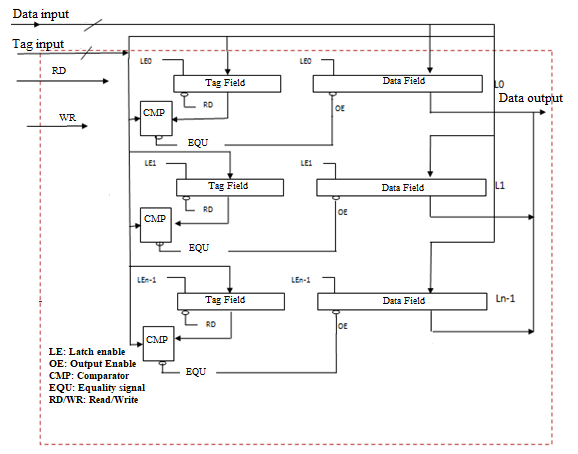 Data input
Tag input
RD
WR
LE0
LE0
Tag Field
Data Field
L0
Data output
CMP
RD
OE
EQU
LE1
LE1
Tag Field
Data Field
L1
CMP
RD
OE
EQU
LEn-1
LEn-1
Tag Field
Data Field
Ln-1
CMP
RD
OE
EQU
LE: Latch enable
OE: Output Enable
CMP: Comparator
EQU: Equality signal
RD/WR: Read/Write